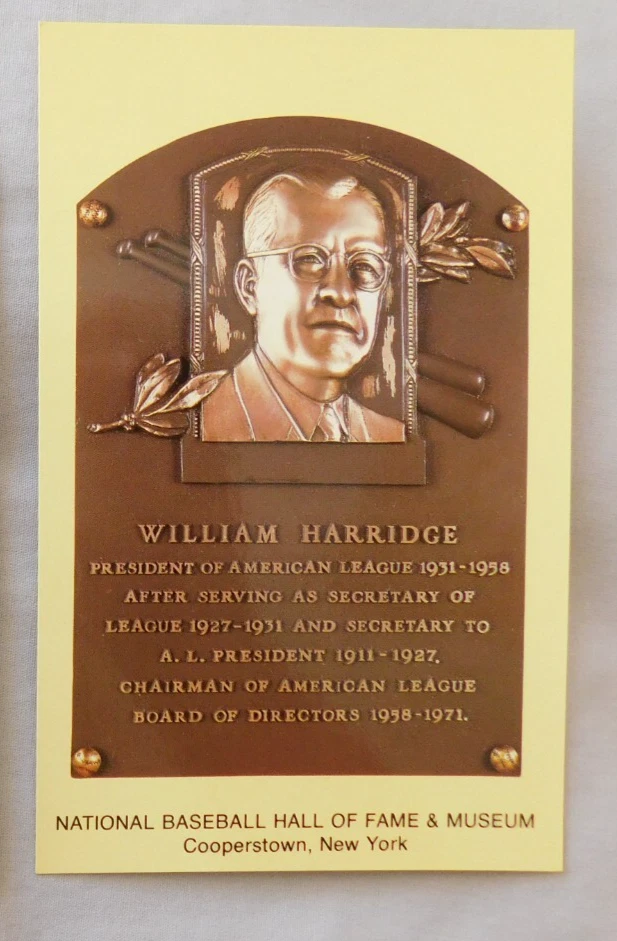 WILLIAM HARRIDGE
PRESIDENT OF AMERICAN LEAGUE 1931-1958
AFTER SERVING AS SECRETARY OF
LEAGUE 1927-1931 AND SECRETARY TO
A. L. PRESIDENT 1911-1927.
CHAIRMAN OF AMERICAN LEAGUE
BOARD OF DIRECTORS 1958-1971.
NATIONAL BASEBALL HALL OF FAME & MUSEUM
Cooperstown, New York